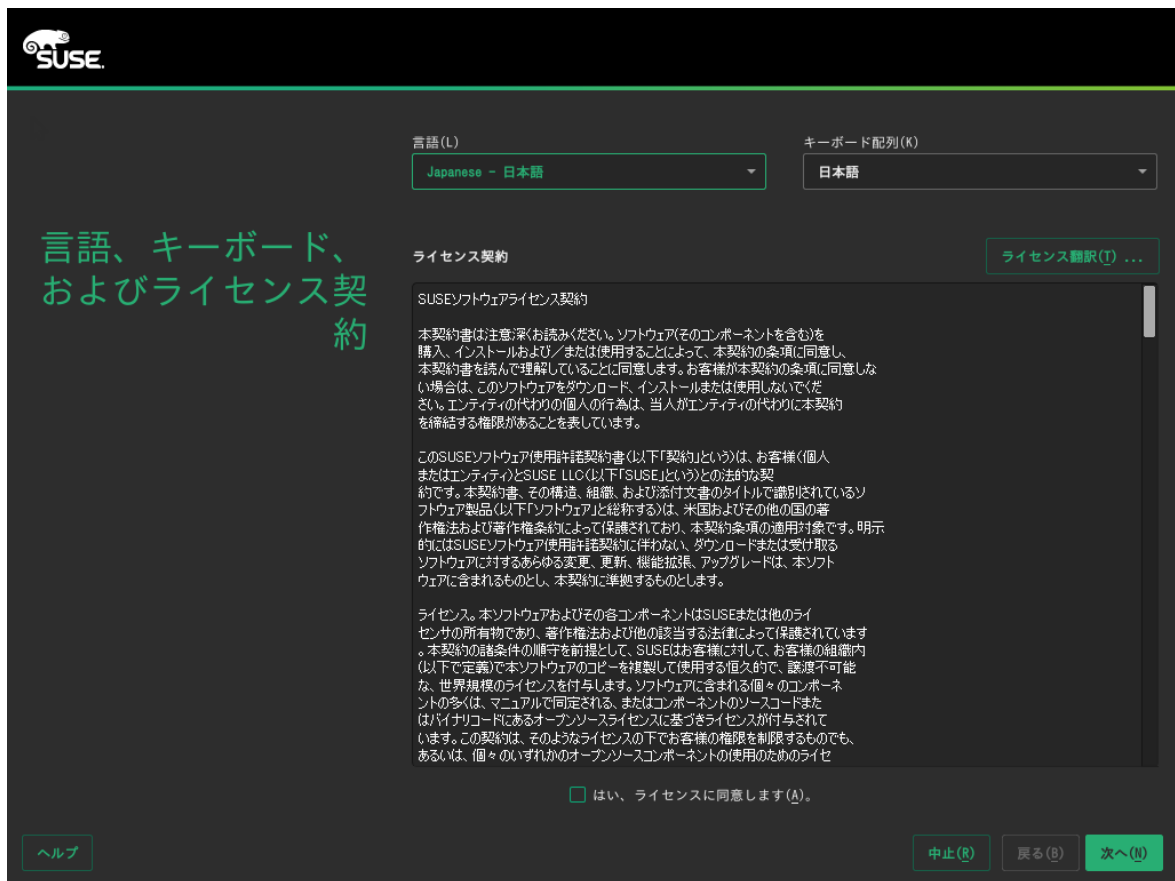 SUSE.
言語(L)
キーボード配列(K)
Japanese - 日本語
日本語
言語、キーボード、
およびライセンス契
約
ライセンス契約
ライセンス翻訳(T) ...
SUSEソフトウェアライセンス契約
本契約書は注意深くお読みください。ソフトウェア(そのコンポーネントを含む)を
購入、インストールおよび/または使用することによって、本契約の条項に同意し、
本契約書を読んで理解していることに同意します。お客様が本契約の条項に同意しな
い場合は、このソフトウェアをダウンロード、インストールまたは使用しないでくだ
さい。エンティティの代わりの個人の行為は、当人がエンティティの代わりに本契約
を締結する権限があることを表しています。
このSUSEソフトウェア使用許諾契約書(以下「契約」という)は、お客様(個人
またはエンティティ)とSUSE LLC(以下「SUSE」という)との法的な契
約です。本契約書、その構造、組織、および添付文書のタイトルで識別されているソ
フトウェア製品(以下「ソフトウェア」と総称する)は、米国およびその他の国の著
作権法および著作権条約によって保護されており、本契約条項の適用対象です。明示
的にはSUSEソフトウェア使用許諾契約に伴わない、ダウンロードまたは受け取る
ソフトウェアに対するあらゆる変更、更新、機能拡張、アップグレードは、本ソフト
ウェアに含まれるものとし、本契約に準拠するものとします。
ライセンス。本ソフトウェアおよびその各コンポーネントはSUSEまたは他のライ
センサの所有物であり、著作権法および他の該当する法律によって保護されています
。本契約の諸条件の順守を前提として、SUSEはお客様に対して、お客様の組織内
(以下で定義)で本ソフトウェアのコピーを複製して使用する恒久的で、譲渡不可能
な、世界規模のライセンスを付与します。ソフトウェアに含まれる個々のコンポーネ
ントの多くは、マニュアルで同定される、またはコンポーネントのソースコードまた
はバイナリコードにあるオープンソースライセンスに基づきライセンスが付与されて
います。この契約は、そのようなライセンスの下でお客様の権限を制限するものでも、
あるいは、個々のいずれかのオープンソースコンポーネントの使用のためのライセ
はい、ライセンスに同意します(A)。
ヘルプ
中止(R)
戻る(B)
次へ(N)